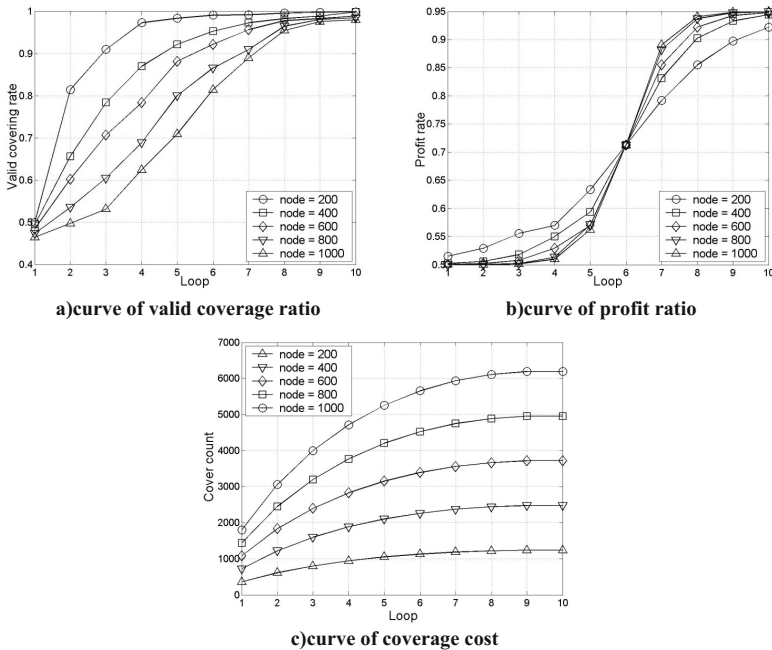 1
0.9
0.8
0.7
0.6
0.5
0.4
Valid covering rate
node = 200
node = 400
node = 600
node = 800
node = 1000
1 2 3 4 5 6 7 8 9 10
Loop
a)curve of valid coverage ratio
0.95
0.9
0.85
0.8
0.75
0.7
0.65
0.6
0.55
0.5
Profit rate
node = 200
node = 400
node = 600
node = 800
node = 1000
1 2 3 4 5 6 7 8 9 10
Loop
b)curve of profit ratio
7000
6000
5000
4000
3000
2000
1000
0
Cover count
node = 200
node = 400
node = 600
node = 800
node = 1000
1 2 3 4 5 6 7 8 9 10
Loop
c)curve of coverage cost